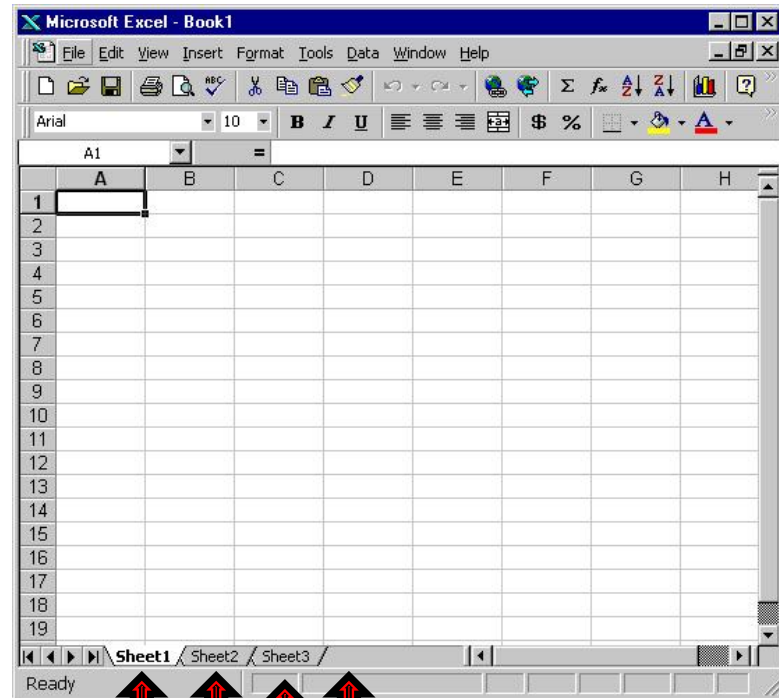 Microsoft Excel - Book1
File Edit View Insert Format Tools Data Window Help
ABC Σ fx A Z Z A ?
Arial 10 B I U a $ % A
A1 =
A B C D E F G H
1
2
3
4
5
6
7
8
9
10
11
12
13
14
15
16
17
18
19
Sheet1 Sheet2 Sheet3
Ready